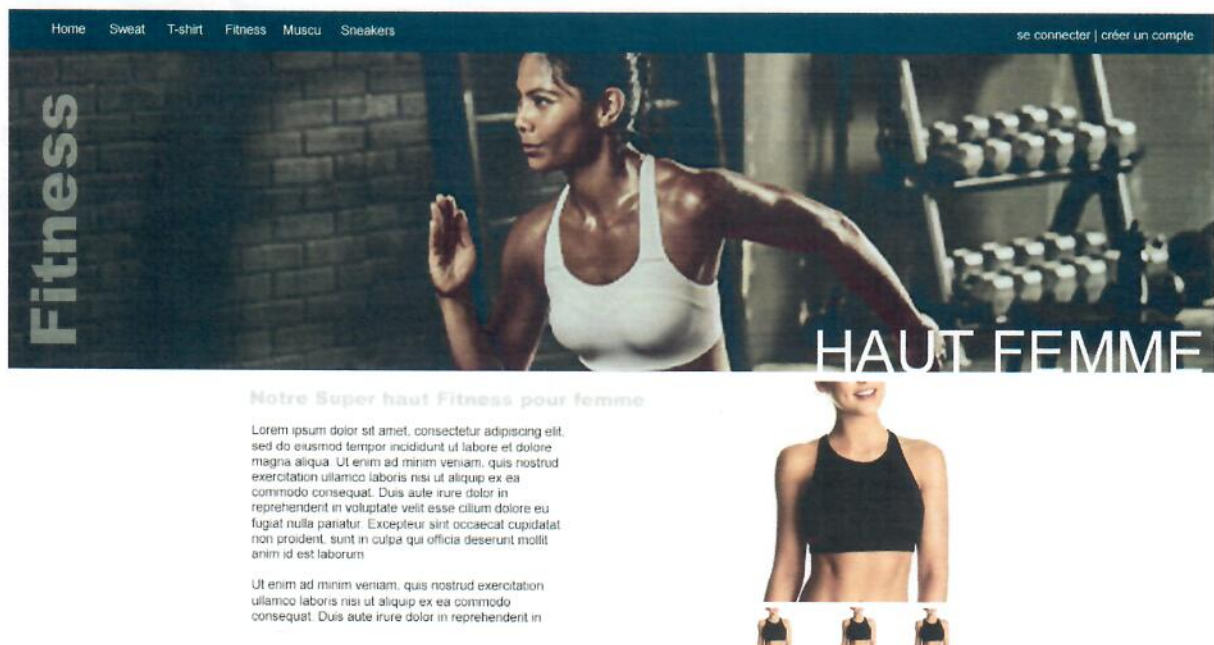 Home Sweat T-shirt Fitness Muscu Sneakers
se connecter | créer un compte
Fitness
HAUT FEMME
Notre Super haut Fitness pour femme
Lorem ipsum dolor sit amet, consectetur adipiscing elit,
sed do eiusmod tempor incididunt ut labore et dolore
magna aliqua. Ut enim ad minim veniam, quis nostrud
exercitation ullamco laboris nisi ut aliquip ex ea
commodo consequat. Duis aute irure dolor in
reprehenderit in voluptate velit esse cillum dolore eu
fugiat nulla pariatur. Excepteur sint occaecat cupidatat
non proident, sunt in culpa qui officia deserunt mollit
anim id est laborum
Ut enim ad minim veniam, quis nostrud exercitation
ullamco laboris nisi ut aliquip ex ea commodo
consequat. Duis aute irure dolor in reprehenderit in